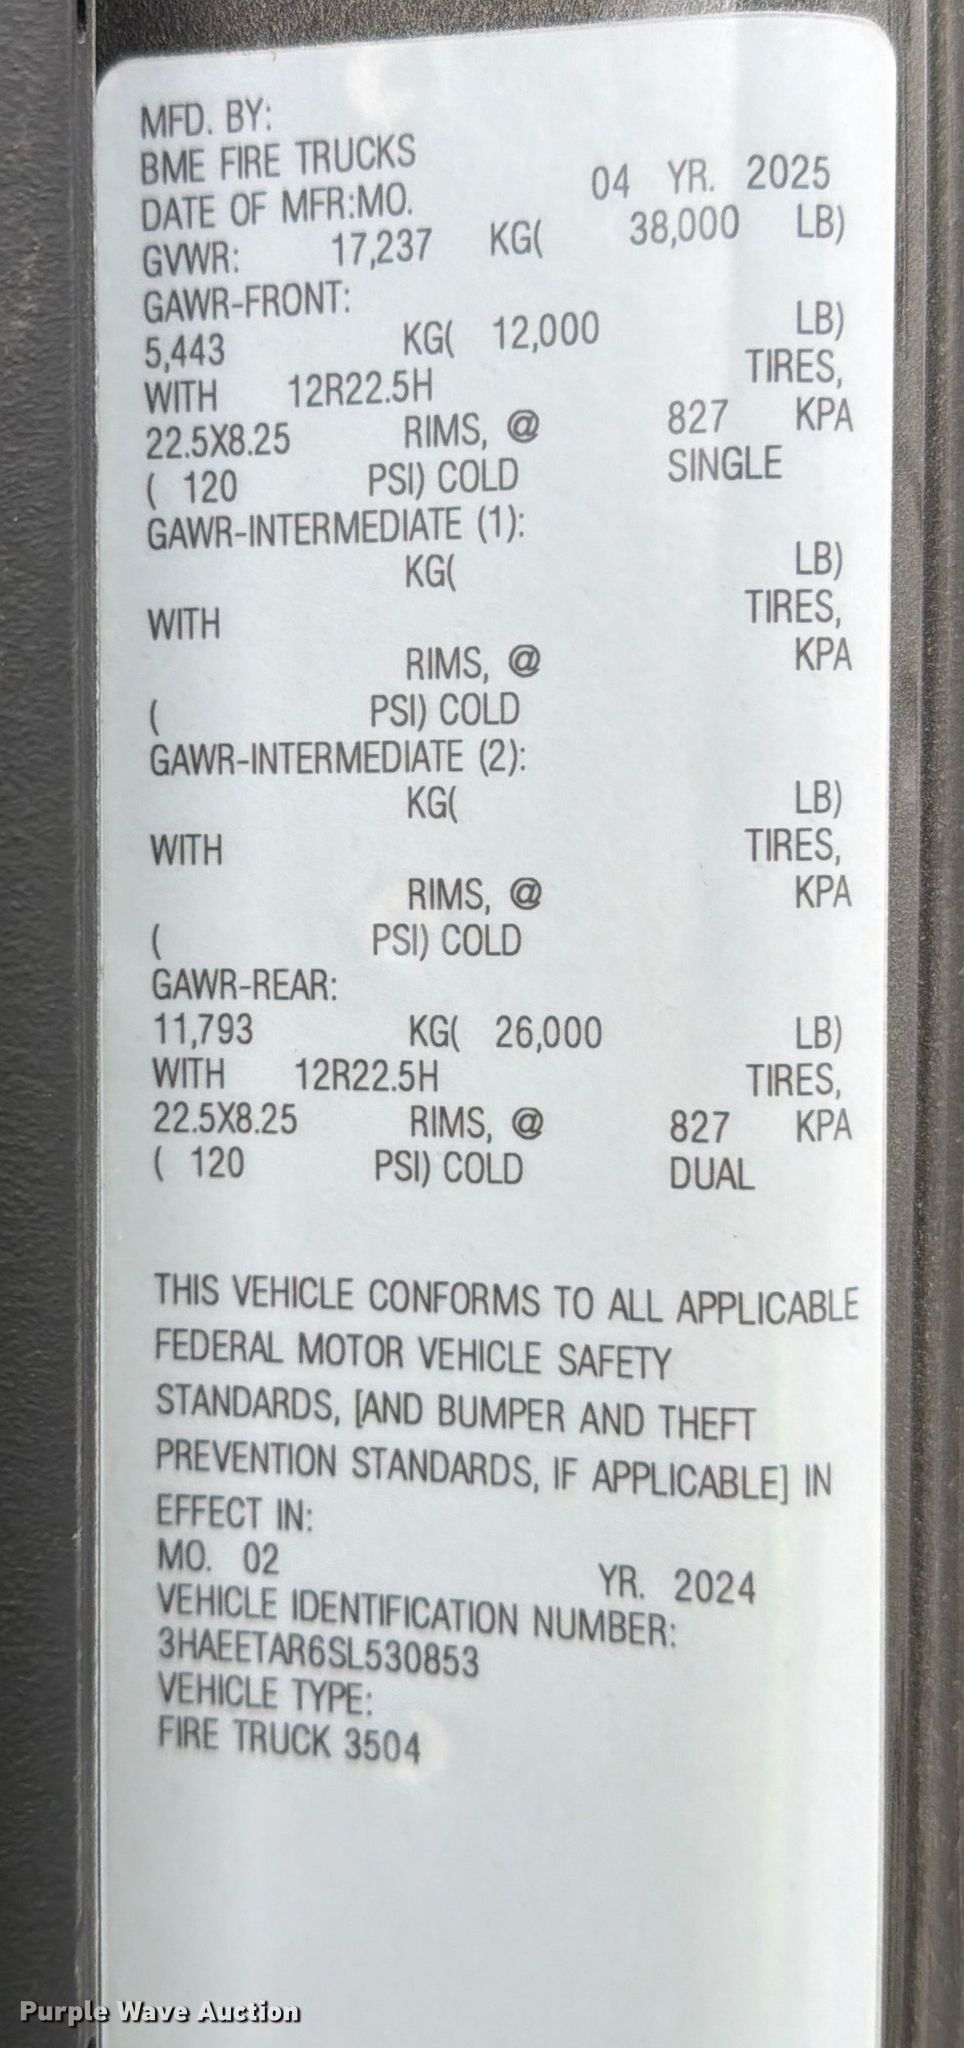 MFD. BY:
BME FIRE TRUCKS
DATE OF MFR:MO. 04 YR. 2025
GVWR: 17,237 KG( 38,000 LB)
GAWR-FRONT:
5,443 KG( 12,000 LB)
WITH 12R22.5H TIRES,
22.5X8.25 RIMS, @ 827 KPA
( 120 PSI) COLD SINGLE
GAWR-INTERMEDIATE (1):
KG( LB)
WITH TIRES,
RIMS, @ KPA
( PSI) COLD
GAWR-INTERMEDIATE (2):
KG( LB)
WITH TIRES,
RIMS, @ KPA
( PSI) COLD
GAWR-REAR:
11,793 KG( 26,000 LB)
WITH 12R22.5H TIRES,
22.5X8.25 RIMS, @ 827 KPA
( 120 PSI) COLD DUAL
THIS VEHICLE CONFORMS TO ALL APPLICABLE
FEDERAL MOTOR VEHICLE SAFETY
STANDARDS, [AND BUMPER AND THEFT
PREVENTION STANDARDS, IF APPLICABLE] IN
EFFECT IN:
MO. 02 YR. 2024
VEHICLE IDENTIFICATION NUMBER:
3HAEETAR6SL530853
VEHICLE TYPE:
FIRE TRUCK 3504
Purple Wave Auction